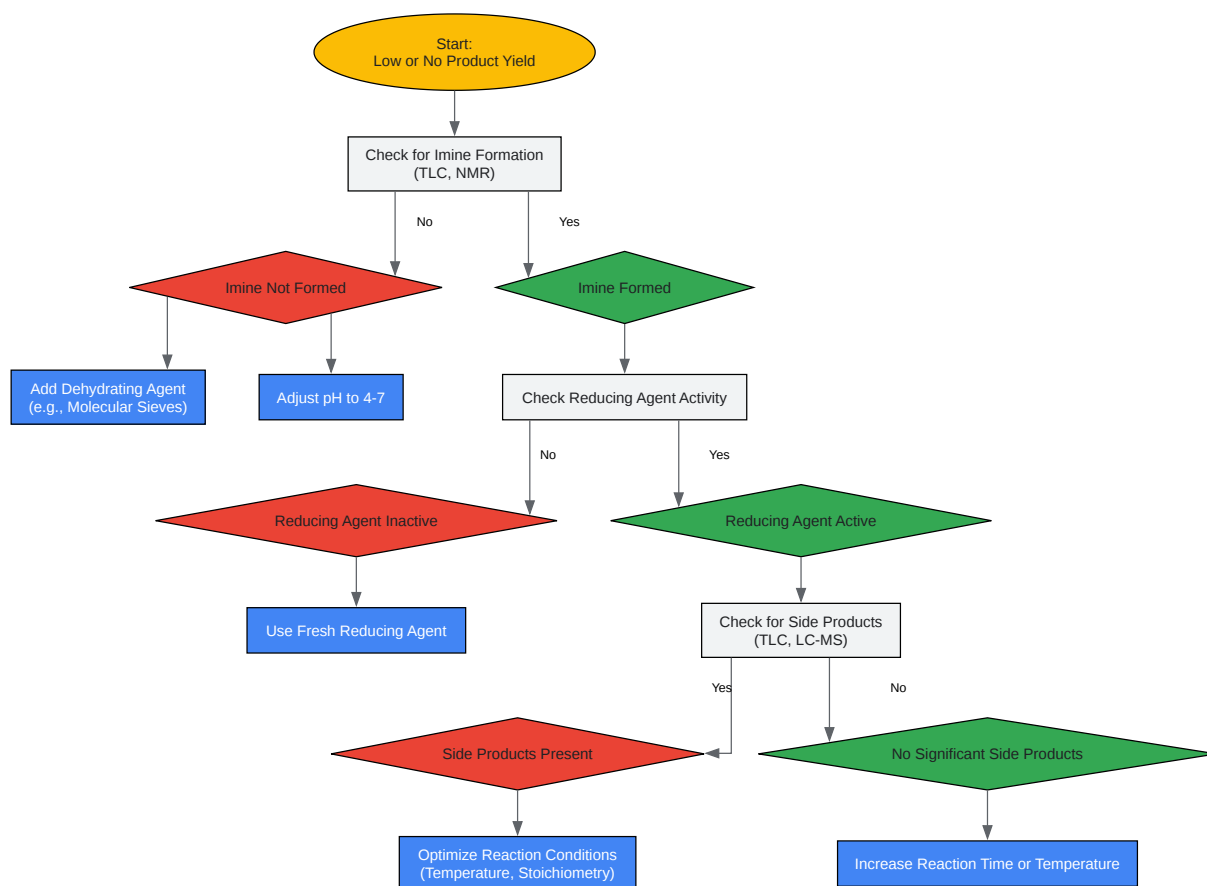 Start:
Low or No Product Yield
Check for Imine Formation
(TLC, NMR)
No
Yes
Imine Not Formed
Imine Formed
Add Dehydrating Agent
(e.g., Molecular Sieves)
Adjust pH to 4-7
Check Reducing Agent Activity
No
Yes
Reducing Agent Inactive
Reducing Agent Active
Use Fresh Reducing Agent
Check for Side Products
(TLC, LC-MS)
Yes
No
Side Products Present
No Significant Side Products
Optimize Reaction Conditions
(Temperature, Stoichiometry)
Increase Reaction Time or Temperature